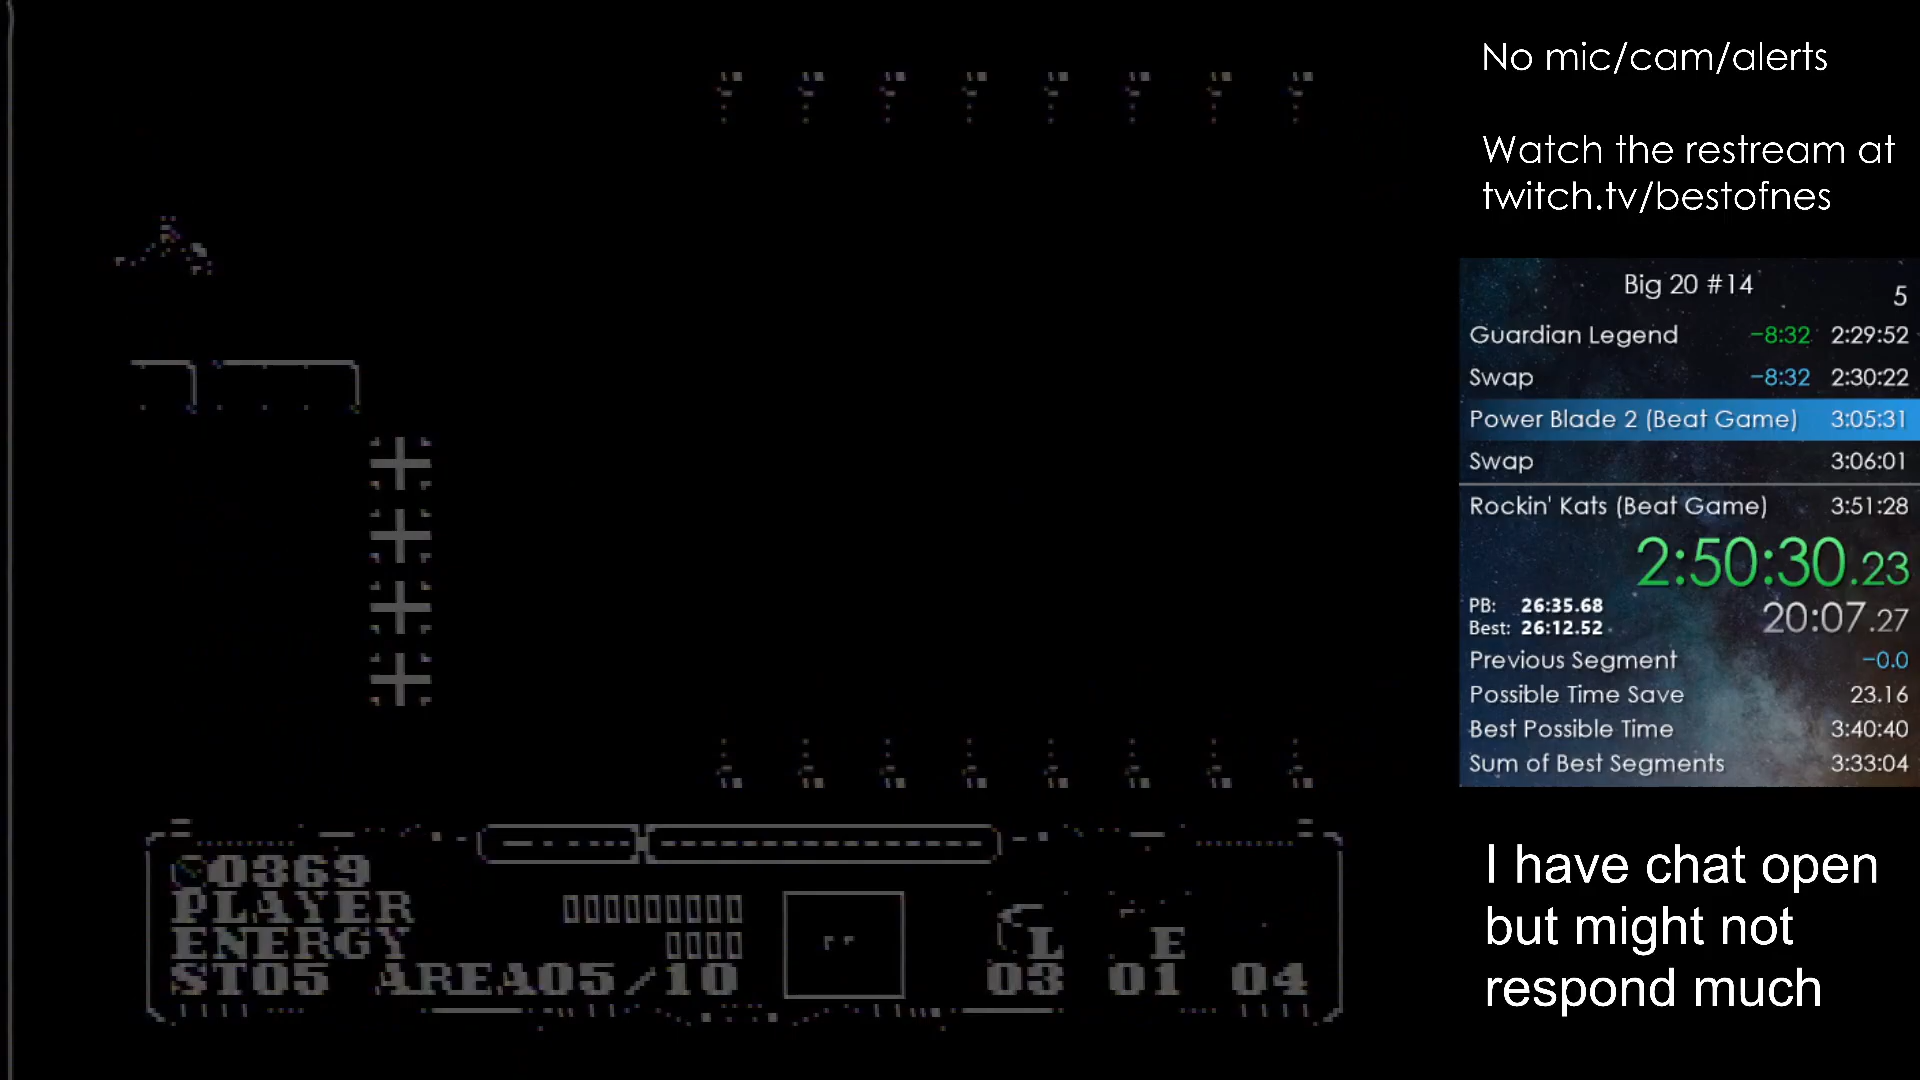 No mic/cam/alerts
Watch the restream at
twitch.tv/bestofnes
Big 20 #14
5
Guardian Legend -8:32 2:29:52
Swap -8:32 2:30:22
Power Blade 2 (Beat Game) 3:05:31
Swap 3:06:01
Rockin' Kats (Beat Game) 3:51:28
2:50:30.23
PB: 26:35.68
Best: 26:12.52
20:07.27
Previous Segment -0.0
Possible Time Save 23.16
Best Possible Time 3:40:40
Sum of Best Segments 3:33:04
I have chat open
but might not
respond much
0369
PLAYER
ENERGY L E
ST05 AREA05/10 03 01 04